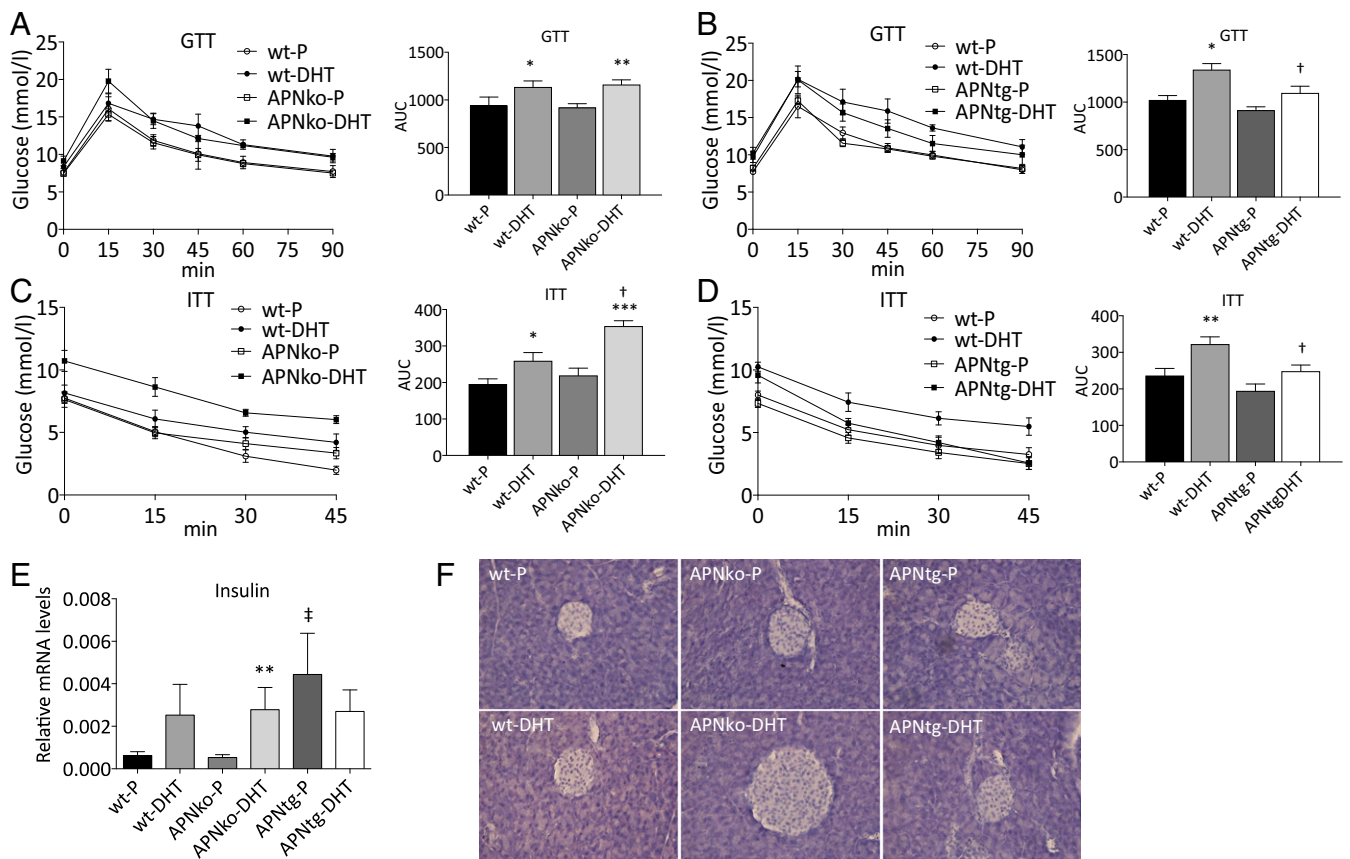 A
GTT
wt-P
wt-DHT
APNko-P
APNko-DHT
Glucose (mmol/l)
25
20
15
10
5
0
0 15 30 45 60 75 90
min
GTT
AUC
1500
1000
500
0
* **
wt-P wt-DHT APNko-P APNko-DHT
B
GTT
wt-P
wt-DHT
APNtg-P
APNtg-DHT
Glucose (mmol/l)
25
20
15
10
5
0
0 15 30 45 60 75 90
min
GTT
AUC
1500
1000
500
0
* †
wt-P wt-DHT APNtg-P APNtg-DHT
C
ITT
wt-P
wt-DHT
APNko-P
APNko-DHT
Glucose (mmol/l)
15
10
5
0
0 15 30 45
min
ITT
AUC
400
300
200
100
0
†
* ***
wt-P wt-DHT APNko-P APNko-DHT
D
ITT
wt-P
wt-DHT
APNtg-P
APNtg-DHT
Glucose (mmol/l)
15
10
5
0
0 15 30 45
min
ITT
AUC
400
300
200
100
0
** †
wt-P wt-DHT APNtg-P APNtgDHT
E
Insulin
Relative mRNA levels
0.008
0.006
0.004
0.002
0.000
** ‡
wt-P wt-DHT APNko-P APNko-DHT APNtg-P APNtg-DHT
F
wt-P APNko-P APNtg-P
wt-DHT APNko-DHT APNtg-DHT